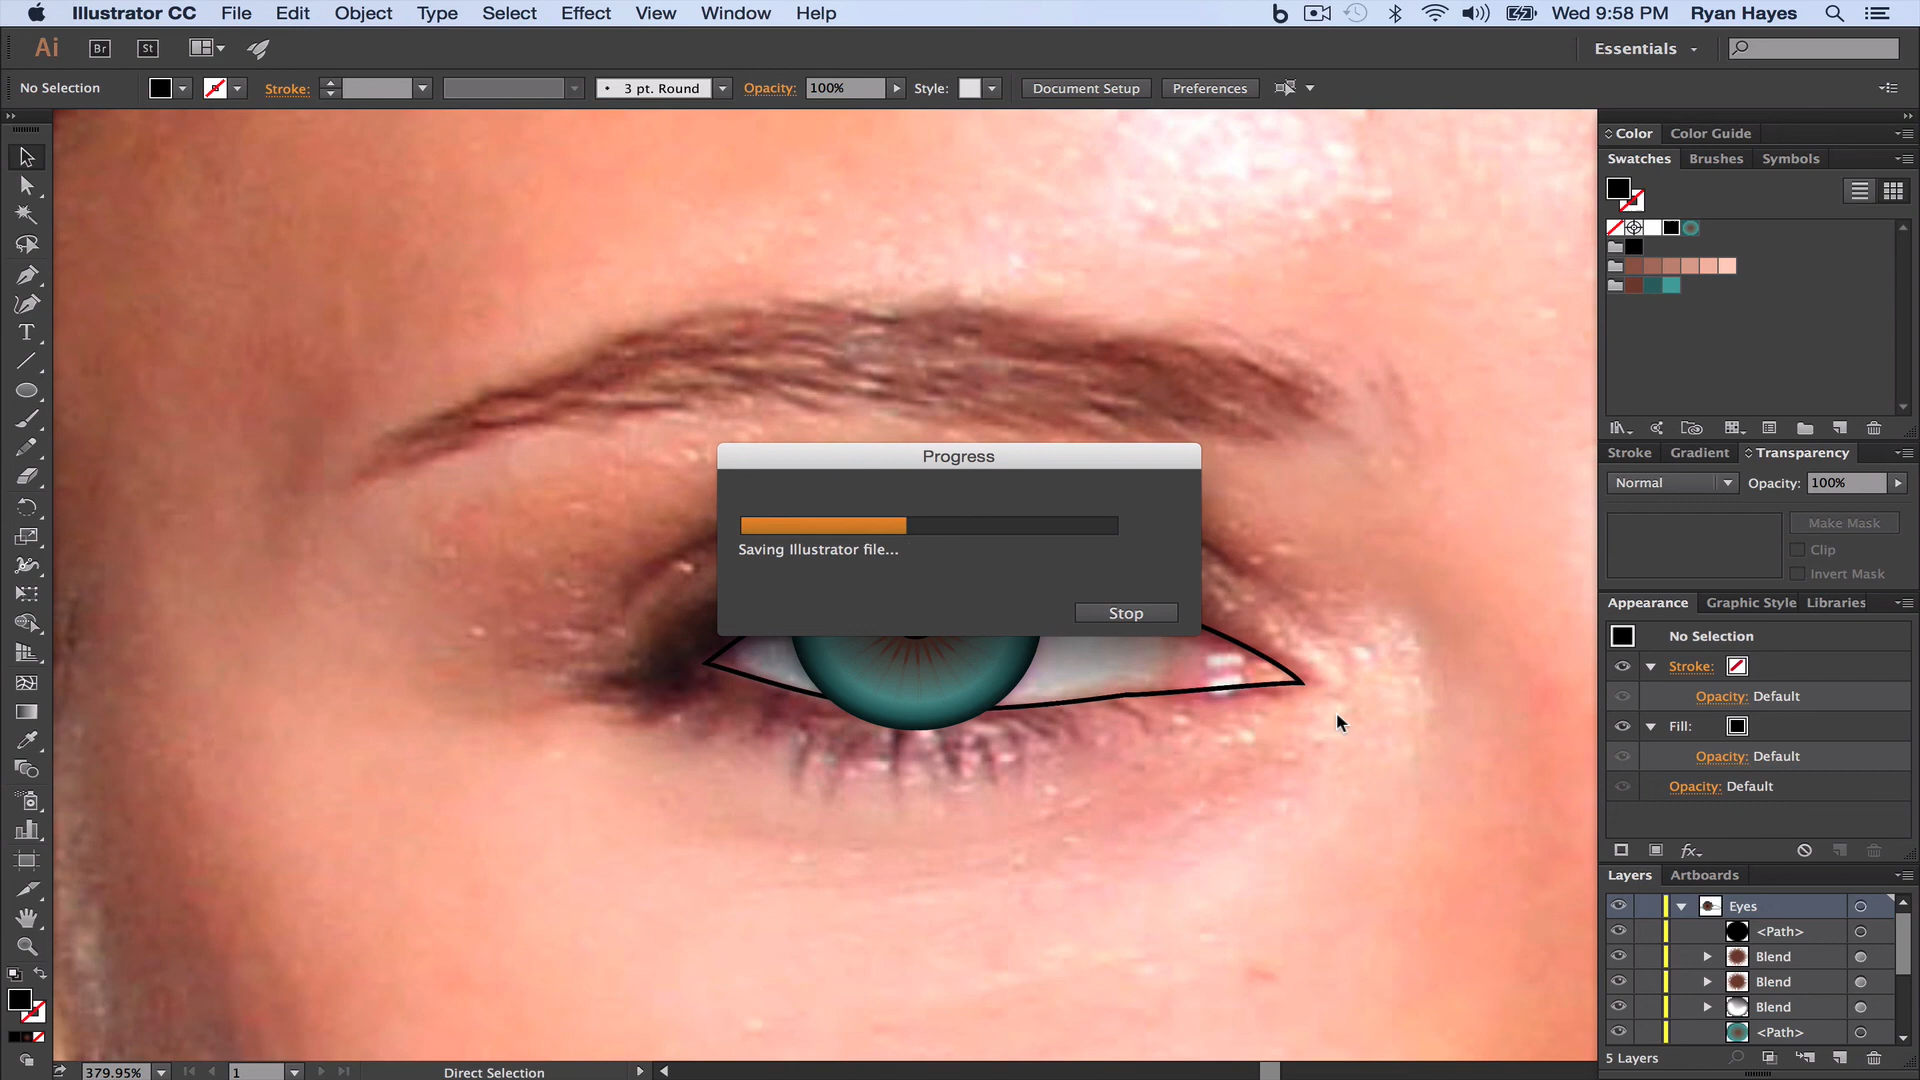 Illustrator CC File Edit Object Type Select Effect View Window Help
Wed 9:58 PM Ryan Hayes
Ai Br St
Essentials
No Selection Stroke: 3 pt. Round Opacity: 100% Style: Document Setup Preferences
Color Color Guide
Swatches Brushes Symbols
Stroke Gradient Transparency
Normal Opacity: 100%
Make Mask
Clip
Invert Mask
Progress
Saving Illustrator file...
Stop
Appearance Graphic Style Libraries
No Selection
Stroke:
Opacity: Default
Fill:
Opacity: Default
Opacity: Default
fx
Layers Artboards
Eyes
<Path>
Blend
Blend
Blend
<Path>
5 Layers
379.95% 1 Direct Selection